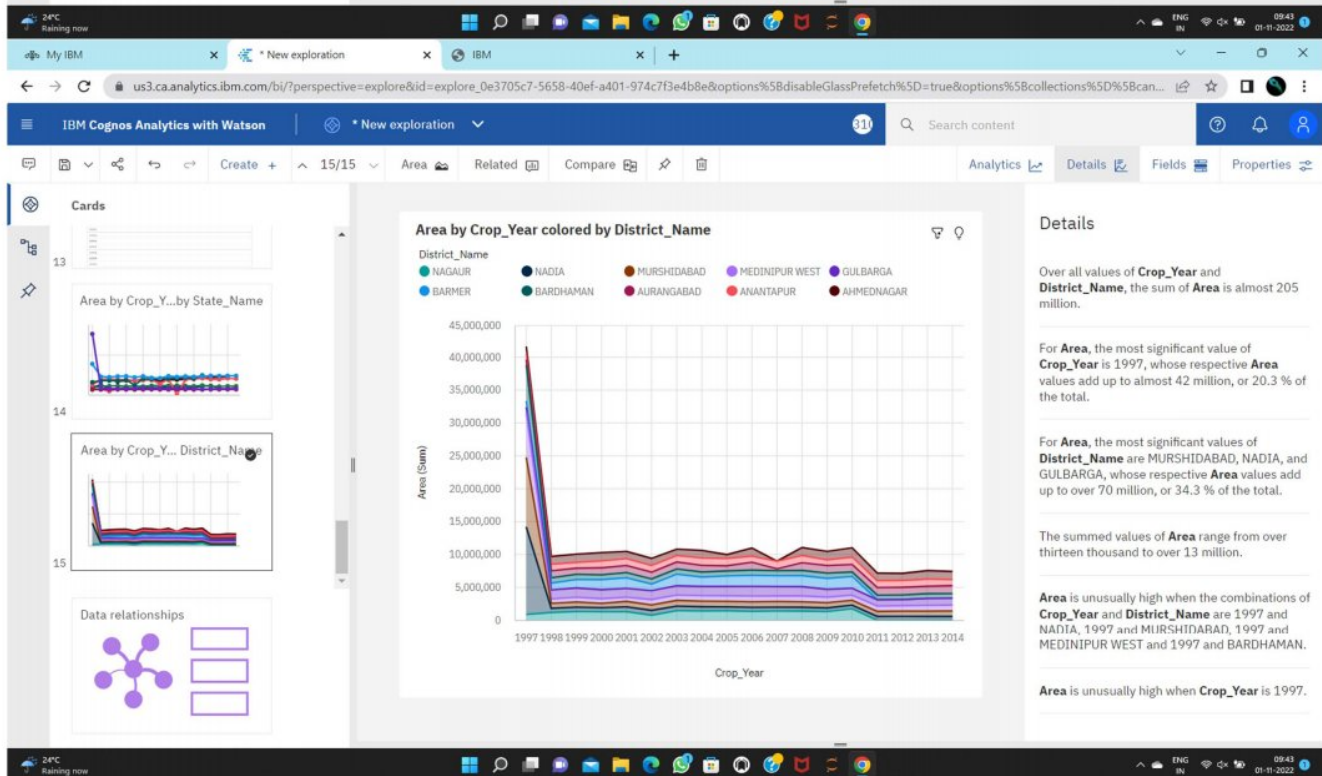 24°C
Raining now
ENG
IN
09:43
01-11-2022
My IBM
* New exploration
IBM
us3.ca.analytics.ibm.com/bi/?perspective=explore&id=explore_0e3705c7-5658-40ef-a401-974c7f3e4b8e&options%5BdisableGlassPrefetch%5D=true&options%5Bcollections%5D%5Bcan...
IBM Cognos Analytics with Watson
* New exploration
Search content
Create +
15/15
Area
Related
Compare
Analytics
Details
Fields
Properties
Cards
13
Area by Crop_Y...by State_Name
14
Area by Crop_Y... District_Name
15
Data relationships
Area by Crop_Year colored by District_Name
District_Name
NAGAUR NADIA MURSHIDABAD MEDINIPUR WEST GULBARGA
BARMER BARDHAMAN AURANGABAD ANANTAPUR AHMEDNAGAR
45,000,000
40,000,000
35,000,000
30,000,000
25,000,000
20,000,000
15,000,000
10,000,000
5,000,000
0
Area (Sum)
1997 1998 1999 2000 2001 2002 2003 2004 2005 2006 2007 2008 2009 2010 2011 2012 2013 2014
Crop_Year
Details
Over all values of Crop_Year and
District_Name, the sum of Area is almost 205
million.
For Area, the most significant value of
Crop_Year is 1997, whose respective Area
values add up to almost 42 million, or 20.3 % of
the total.
For Area, the most significant values of
District_Name are MURSHIDABAD, NADIA, and
GULBARGA, whose respective Area values add
up to over 70 million, or 34.3 % of the total.
The summed values of Area range from over
thirteen thousand to over 13 million.
Area is unusually high when the combinations of
Crop_Year and District_Name are 1997 and
NADIA, 1997 and MURSHIDABAD, 1997 and
MEDINIPUR WEST and 1997 and BARDHAMAN.
Area is unusually high when Crop_Year is 1997.
24°C
Raining now
ENG
IN
09:43
01-11-2022